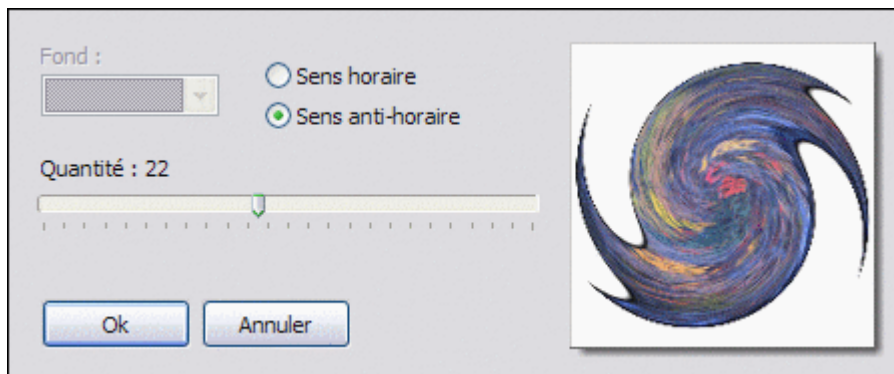 Fond :
Sens horaire
Sens anti-horaire
Quantité : 22
Ok
Annuler